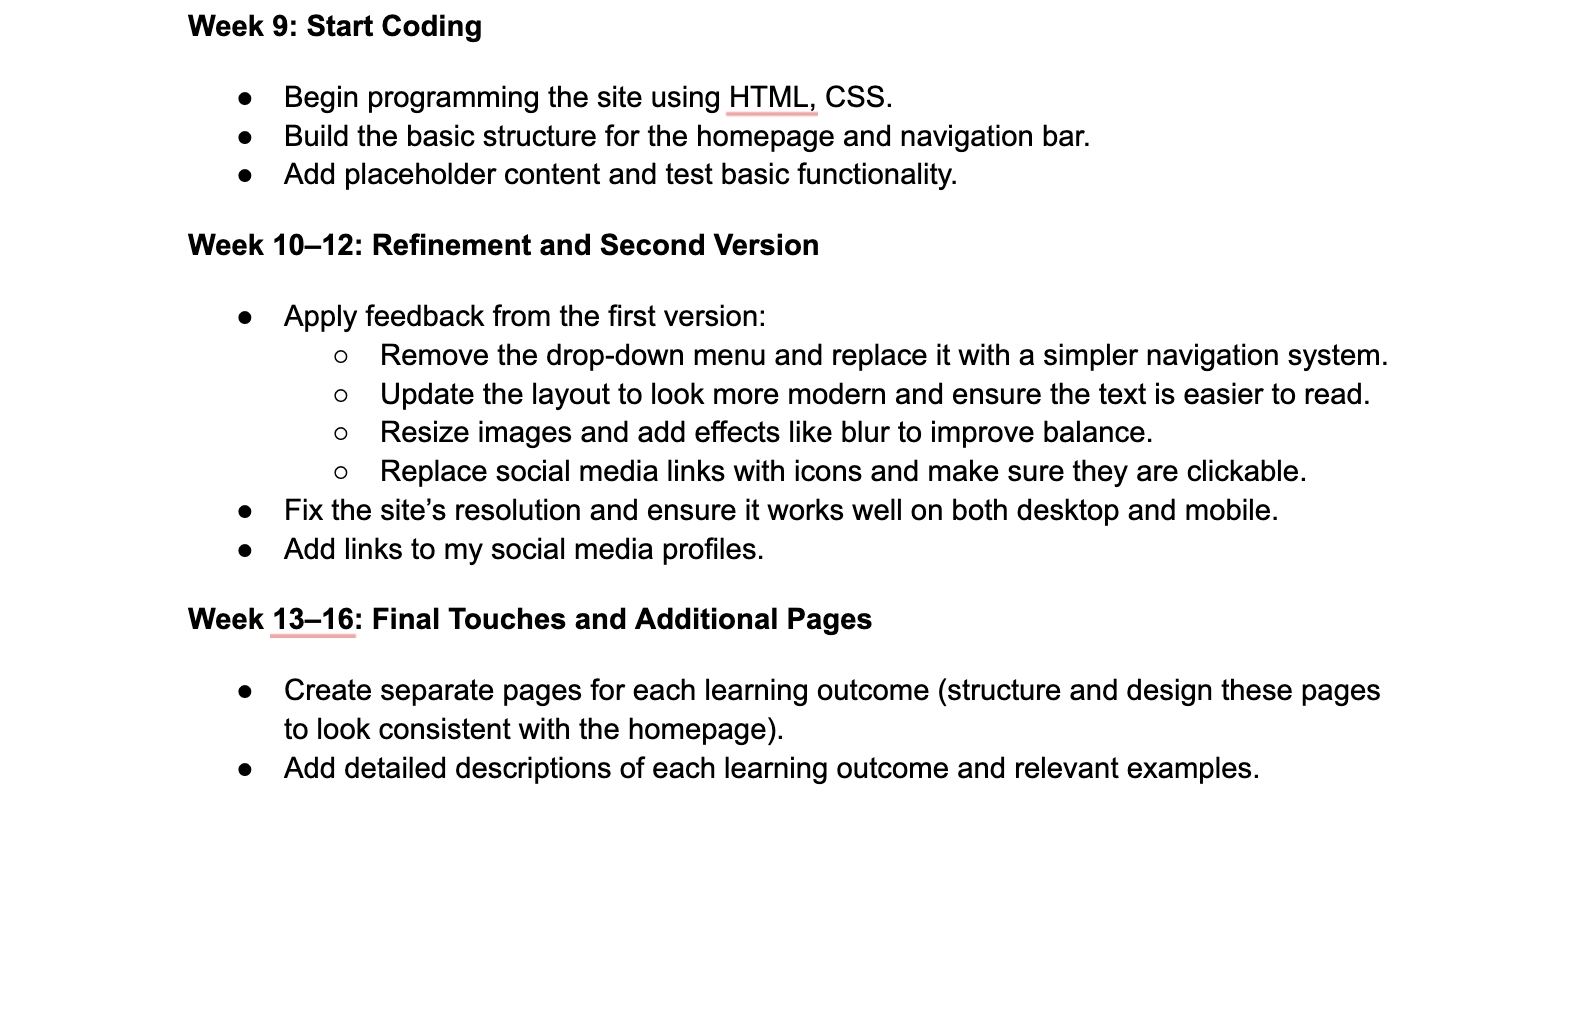 Week 9: Start Coding
● Begin programming the site using HTML, CSS.
● Build the basic structure for the homepage and navigation bar.
● Add placeholder content and test basic functionality.
Week 10–12: Refinement and Second Version
● Apply feedback from the first version:
○ Remove the drop-down menu and replace it with a simpler navigation system.
○ Update the layout to look more modern and ensure the text is easier to read.
○ Resize images and add effects like blur to improve balance.
○ Replace social media links with icons and make sure they are clickable.
● Fix the site’s resolution and ensure it works well on both desktop and mobile.
● Add links to my social media profiles.
Week 13–16: Final Touches and Additional Pages
● Create separate pages for each learning outcome (structure and design these pages
to look consistent with the homepage).
● Add detailed descriptions of each learning outcome and relevant examples.